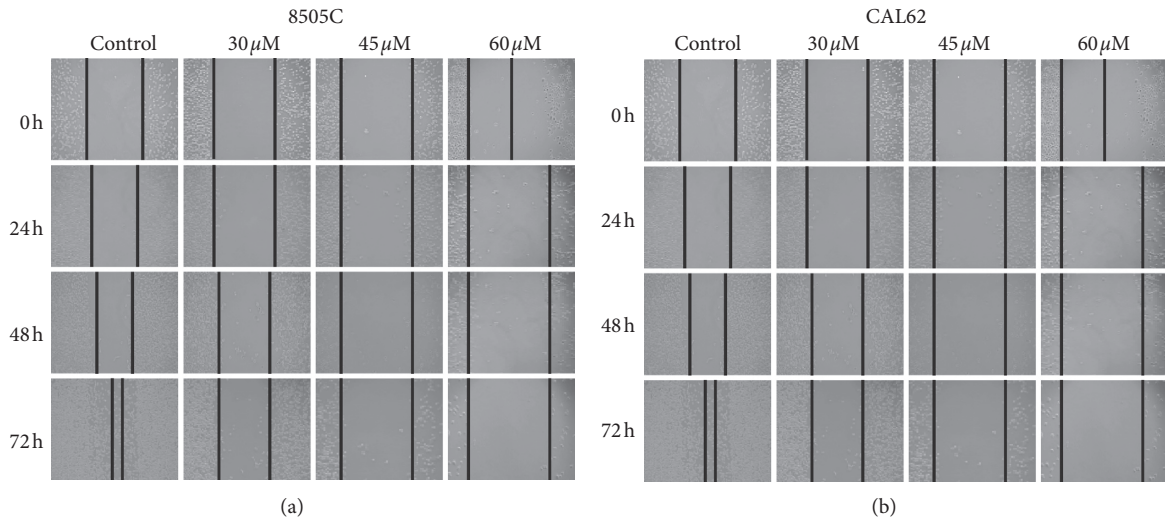 8505C
Control 30 μM 45 μM 60 μM
0 h
24 h
48 h
72 h
(a)
CAL62
Control 30 μM 45 μM 60 μM
0 h
24 h
48 h
72 h
(b)